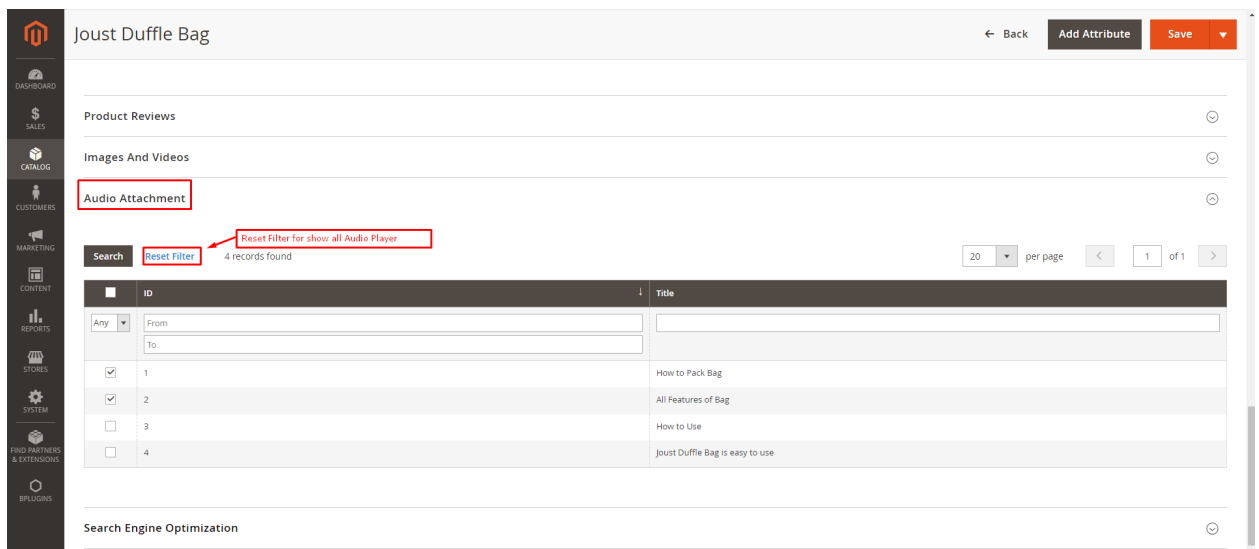 Joust Duffle Bag
← Back
Add Attribute
Save
DASHBOARD
$
SALES
CATALOG
CUSTOMERS
MARKETING
CONTENT
REPORTS
STORES
SYSTEM
FIND PARTNERS
& EXTENSIONS
BPLUGINS
Product Reviews
Images And Videos
Audio Attachment
Reset Filter for show all Audio Player
Search Reset Filter 4 records found 20 per page 1 of 1
ID ↓ Title
Any From
To
1 How to Pack Bag
2 All Features of Bag
3 How to Use
4 Joust Duffle Bag is easy to use
Search Engine Optimization